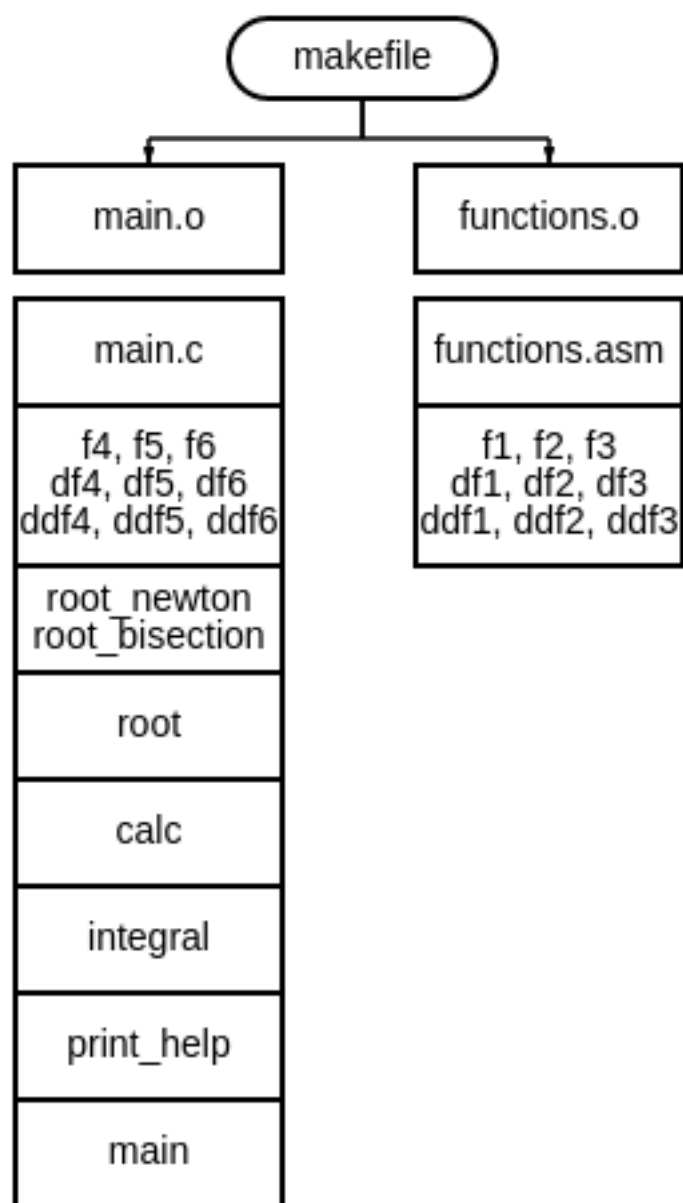 makefile
main.o
functions.o
main.c
functions.asm
f4, f5, f6
df4, df5, df6
ddf4, ddf5, ddf6
f1, f2, f3
df1, df2, df3
ddf1, ddf2, ddf3
root_newton
root_bisection
root
calc
integral
print_help
main